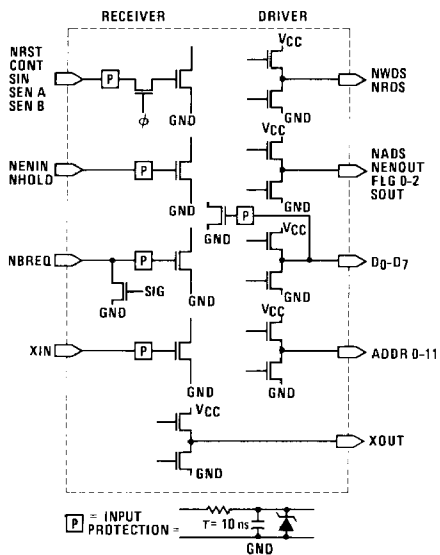 RECEIVER
DRIVER
NRST
CONT
SIN
SEN A
SEN B
P
ϕ
GND
VCC
GND
NWDS
NRDS
NENIN
NHOLD
P
GND
VCC
GND
NADS
NENOUT
FLG 0-2
SOUT
GND
P
NBREQ
P
GND
SIG
GND
VCC
GND
D0-D7
XIN
P
GND
VCC
GND
ADDR 0-11
VCC
GND
XOUT
P = INPUT
PROTECTION =
T = 10 ns
GND